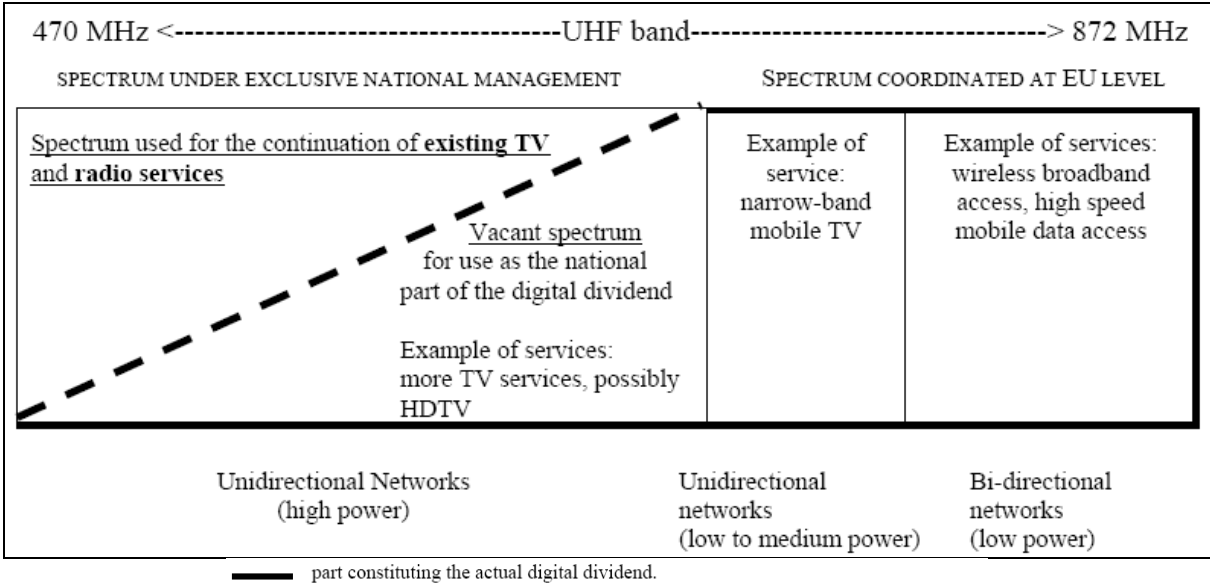 470 MHz <--------------------------------------UHF band-----------------------------------> 872 MHz
SPECTRUM UNDER EXCLUSIVE NATIONAL MANAGEMENT
SPECTRUM COORDINATED AT EU LEVEL
Spectrum used for the continuation of existing TV
and radio services
Vacant spectrum
for use as the national
part of the digital dividend
Example of services:
more TV services, possibly
HDTV
Example of
service:
narrow-band
mobile TV
Example of services:
wireless broadband
access, high speed
mobile data access
Unidirectional Networks
(high power)
Unidirectional
networks
(low to medium power)
Bi-directional
networks
(low power)
part constituting the actual digital dividend.